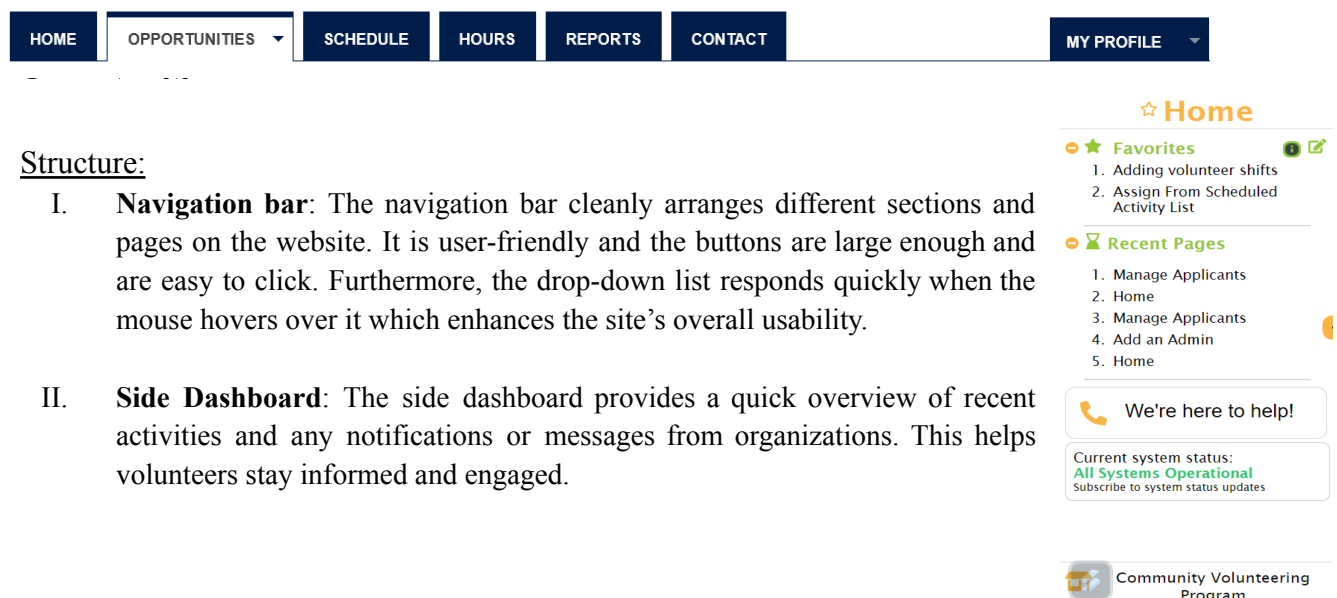 HOME OPPORTUNITIES SCHEDULE HOURS REPORTS CONTACT MY PROFILE
Structure:
I. Navigation bar: The navigation bar cleanly arranges different sections and
pages on the website. It is user-friendly and the buttons are large enough and
are easy to click. Furthermore, the drop-down list responds quickly when the
mouse hovers over it which enhances the site's overall usability.
II. Side Dashboard: The side dashboard provides a quick overview of recent
activities and any notifications or messages from organizations. This helps
volunteers stay informed and engaged.
Home
Favorites
1. Adding volunteer shifts
2. Assign From Scheduled
Activity List
Recent Pages
1. Manage Applicants
2. Home
3. Manage Applicants
4. Add an Admin
5. Home
We're here to help!
Current system status:
All Systems Operational
Subscribe to system status updates
Community Volunteering
Program